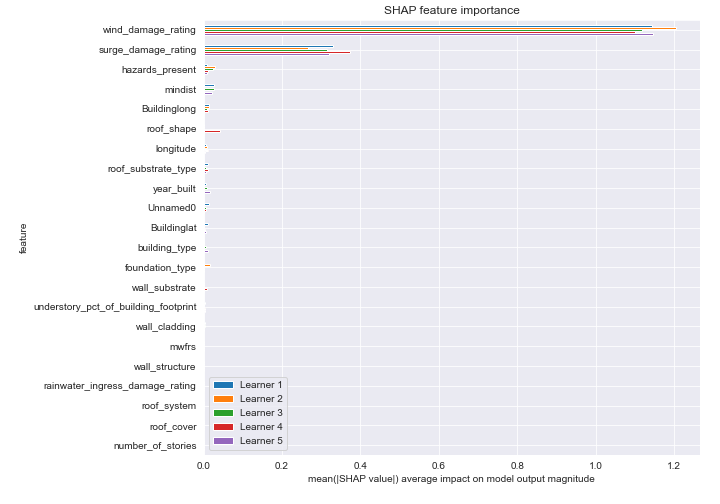 SHAP feature importance
wind_damage_rating
surge_damage_rating
hazards_present
mindist
Buildinglong
roof_shape
longitude
roof_substrate_type
year_built
Unnamed0
Buildinglat
building_type
foundation_type
wall_substrate
understory_pct_of_building_footprint
wall_cladding
mwfrs
wall_structure
rainwater_ingress_damage_rating
roof_system
roof_cover
number_of_stories
feature
Learner 1
Learner 2
Learner 3
Learner 4
Learner 5
0.0 0.2 0.4 0.6 0.8 1.0 1.2
mean(|SHAP value|) average impact on model output magnitude